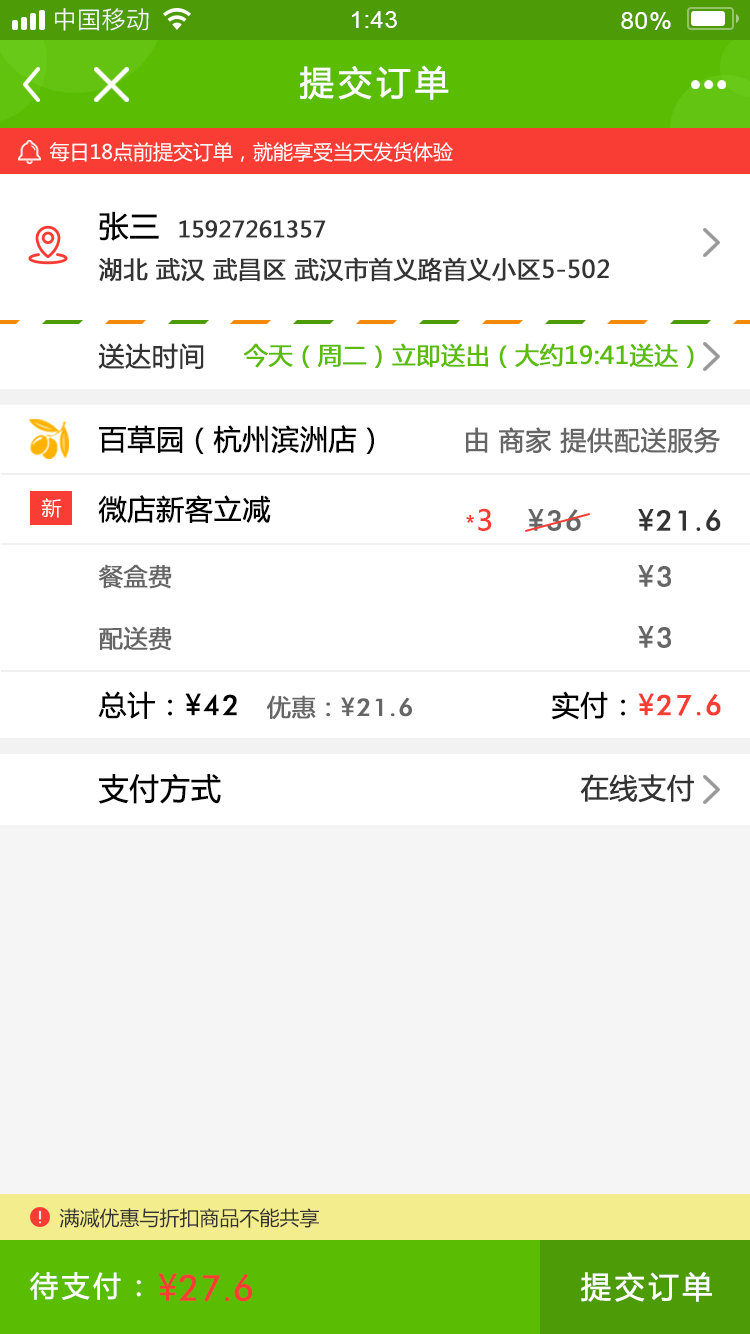 中国移动 1:43 80%
提交订单
每日18点前提交订单，就能享受当天发货体验
张三 15927261357
湖北 武汉 武昌区 武汉市首义路首义小区5-502
送达时间 今天（周二）立即送出（大约19:41送达）
百草园（杭州滨洲店） 由 商家 提供配送服务
新 微店新客立减 *3 ¥36 ¥21.6
餐盒费 ¥3
配送费 ¥3
总计：¥42 优惠：¥21.6 实付：¥27.6
支付方式 在线支付
满减优惠与折扣商品不能共享
待支付：¥27.6 提交订单